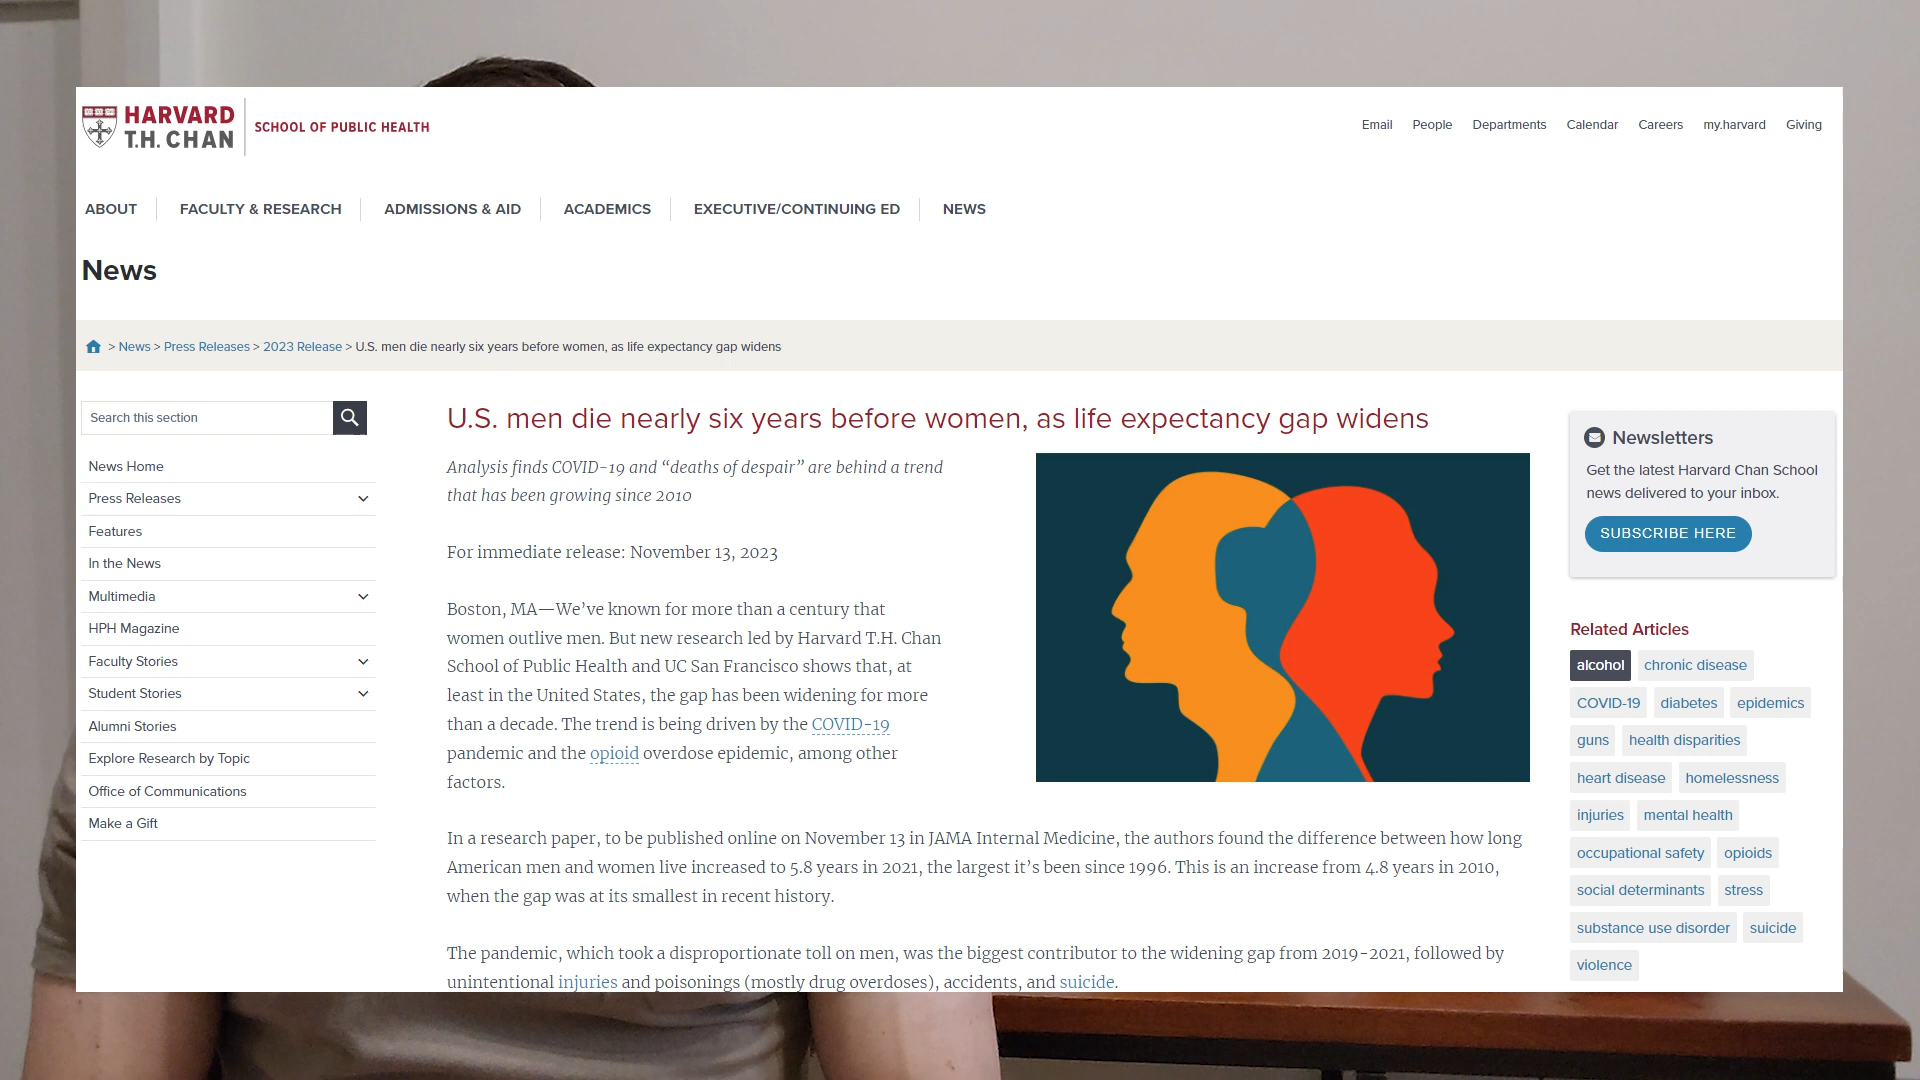 HARVARD
T.H. CHAN
SCHOOL OF PUBLIC HEALTH
Email People Departments Calendar Careers my.harvard Giving
ABOUT FACULTY & RESEARCH ADMISSIONS & AID ACADEMICS EXECUTIVE/CONTINUING ED NEWS
News
> News > Press Releases > 2023 Release > U.S. men die nearly six years before women, as life expectancy gap widens
Search this section
News Home
Press Releases
Features
In the News
Multimedia
HPH Magazine
Faculty Stories
Student Stories
Alumni Stories
Explore Research by Topic
Office of Communications
Make a Gift
U.S. men die nearly six years before women, as life expectancy gap widens
Analysis finds COVID-19 and “deaths of despair” are behind a trend
that has been growing since 2010
For immediate release: November 13, 2023
Boston, MA—We’ve known for more than a century that
women outlive men. But new research led by Harvard T.H. Chan
School of Public Health and UC San Francisco shows that, at
least in the United States, the gap has been widening for more
than a decade. The trend is being driven by the COVID-19
pandemic and the opioid overdose epidemic, among other
factors.
In a research paper, to be published online on November 13 in JAMA Internal Medicine, the authors found the difference between how long
American men and women live increased to 5.8 years in 2021, the largest it’s been since 1996. This is an increase from 4.8 years in 2010,
when the gap was at its smallest in recent history.
The pandemic, which took a disproportionate toll on men, was the biggest contributor to the widening gap from 2019-2021, followed by
unintentional injuries and poisonings (mostly drug overdoses), accidents, and suicide.
Newsletters
Get the latest Harvard Chan School
news delivered to your inbox.
SUBSCRIBE HERE
Related Articles
alcohol chronic disease
COVID-19 diabetes epidemics
guns health disparities
heart disease homelessness
injuries mental health
occupational safety opioids
social determinants stress
substance use disorder suicide
violence